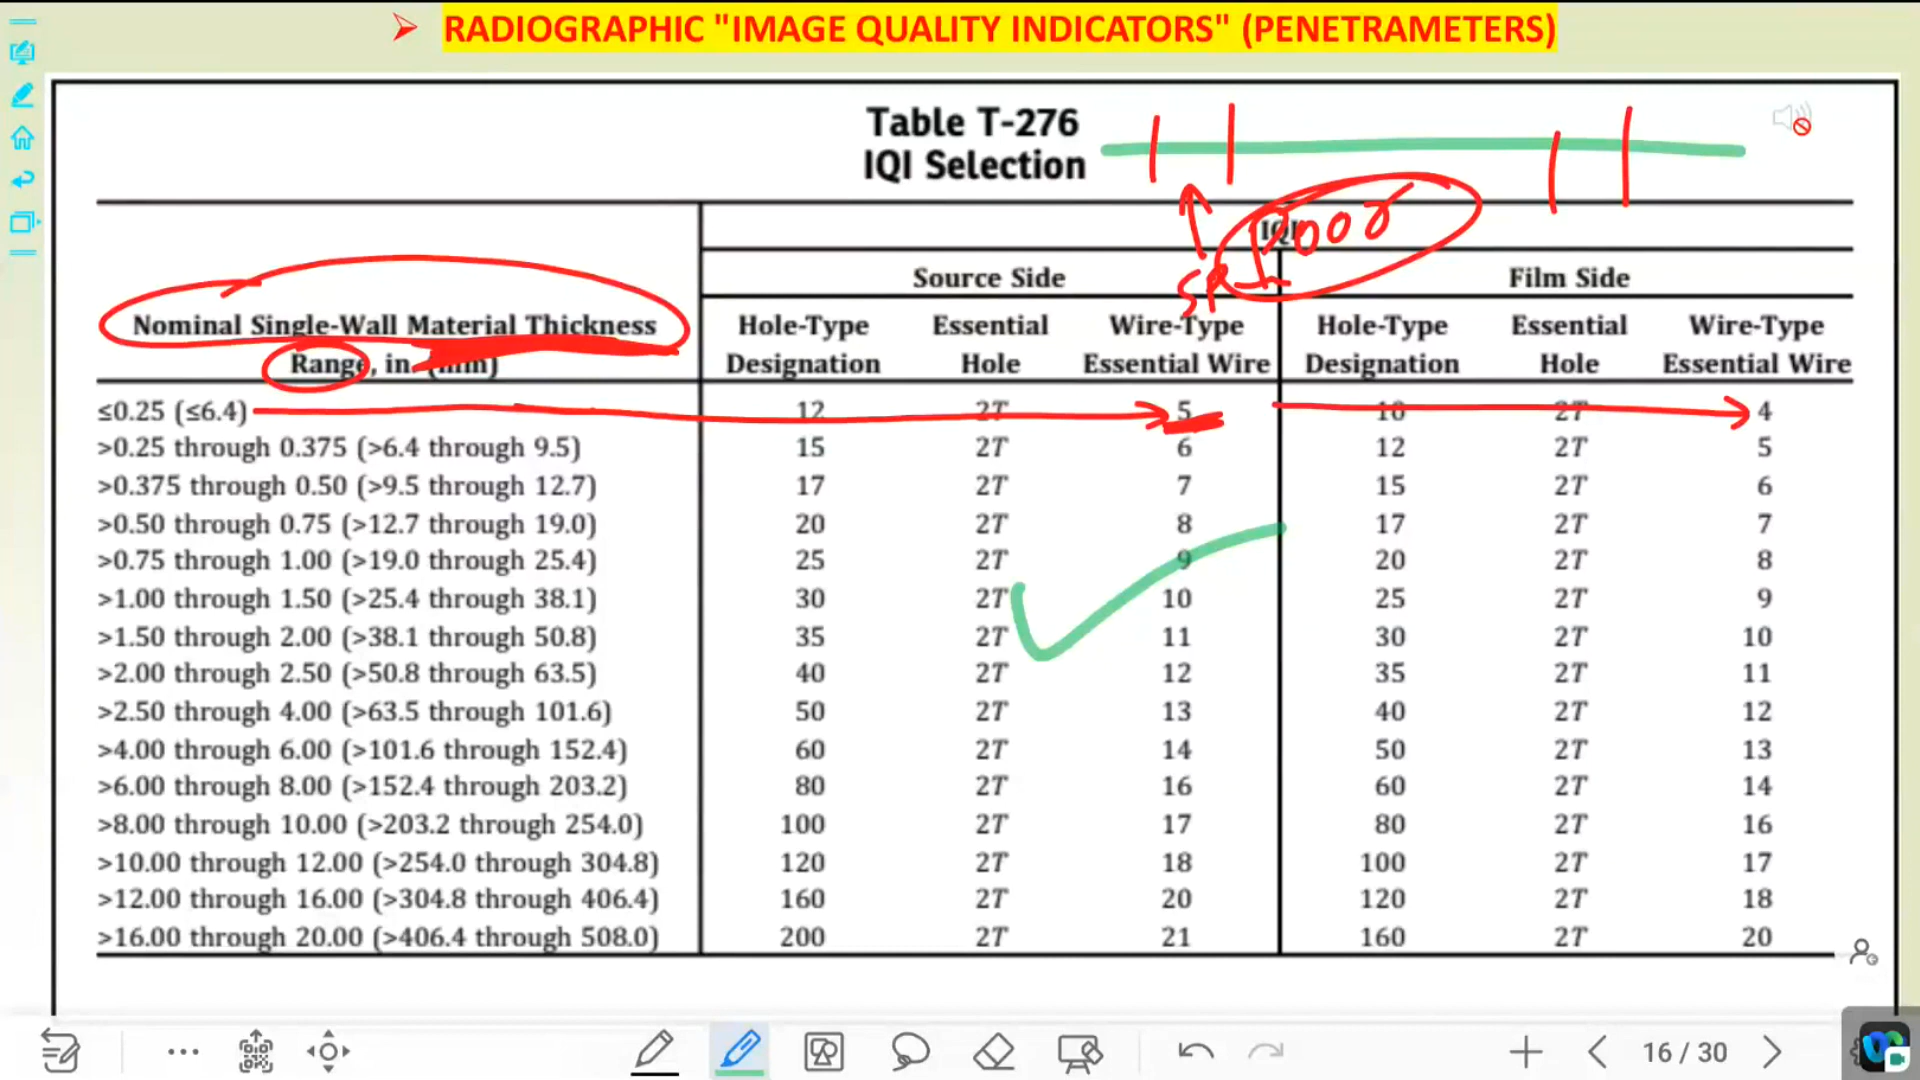 RADIOGRAPHIC "IMAGE QUALITY INDICATORS" (PENETRAMETERS)
Table T-276
IQI Selection
Poor
Source Side Film Side
Nominal Single-Wall Material Thickness Hole-Type Essential Wire-Type Hole-Type Essential Wire-Type
Range, in. (mm) Designation Hole Essential Wire Designation Hole Essential Wire
≤0.25 (≤6.4) 12 2T 5 10 2T 4
>0.25 through 0.375 (>6.4 through 9.5) 15 2T 6 12 2T 5
>0.375 through 0.50 (>9.5 through 12.7) 17 2T 7 15 2T 6
>0.50 through 0.75 (>12.7 through 19.0) 20 2T 8 17 2T 7
>0.75 through 1.00 (>19.0 through 25.4) 25 2T 9 20 2T 8
>1.00 through 1.50 (>25.4 through 38.1) 30 2T 10 25 2T 9
>1.50 through 2.00 (>38.1 through 50.8) 35 2T 11 30 2T 10
>2.00 through 2.50 (>50.8 through 63.5) 40 2T 12 35 2T 11
>2.50 through 4.00 (>63.5 through 101.6) 50 2T 13 40 2T 12
>4.00 through 6.00 (>101.6 through 152.4) 60 2T 14 50 2T 13
>6.00 through 8.00 (>152.4 through 203.2) 80 2T 16 60 2T 14
>8.00 through 10.00 (>203.2 through 254.0) 100 2T 17 80 2T 16
>10.00 through 12.00 (>254.0 through 304.8) 120 2T 18 100 2T 17
>12.00 through 16.00 (>304.8 through 406.4) 160 2T 20 120 2T 18
>16.00 through 20.00 (>406.4 through 508.0) 200 2T 21 160 2T 20
16 / 30